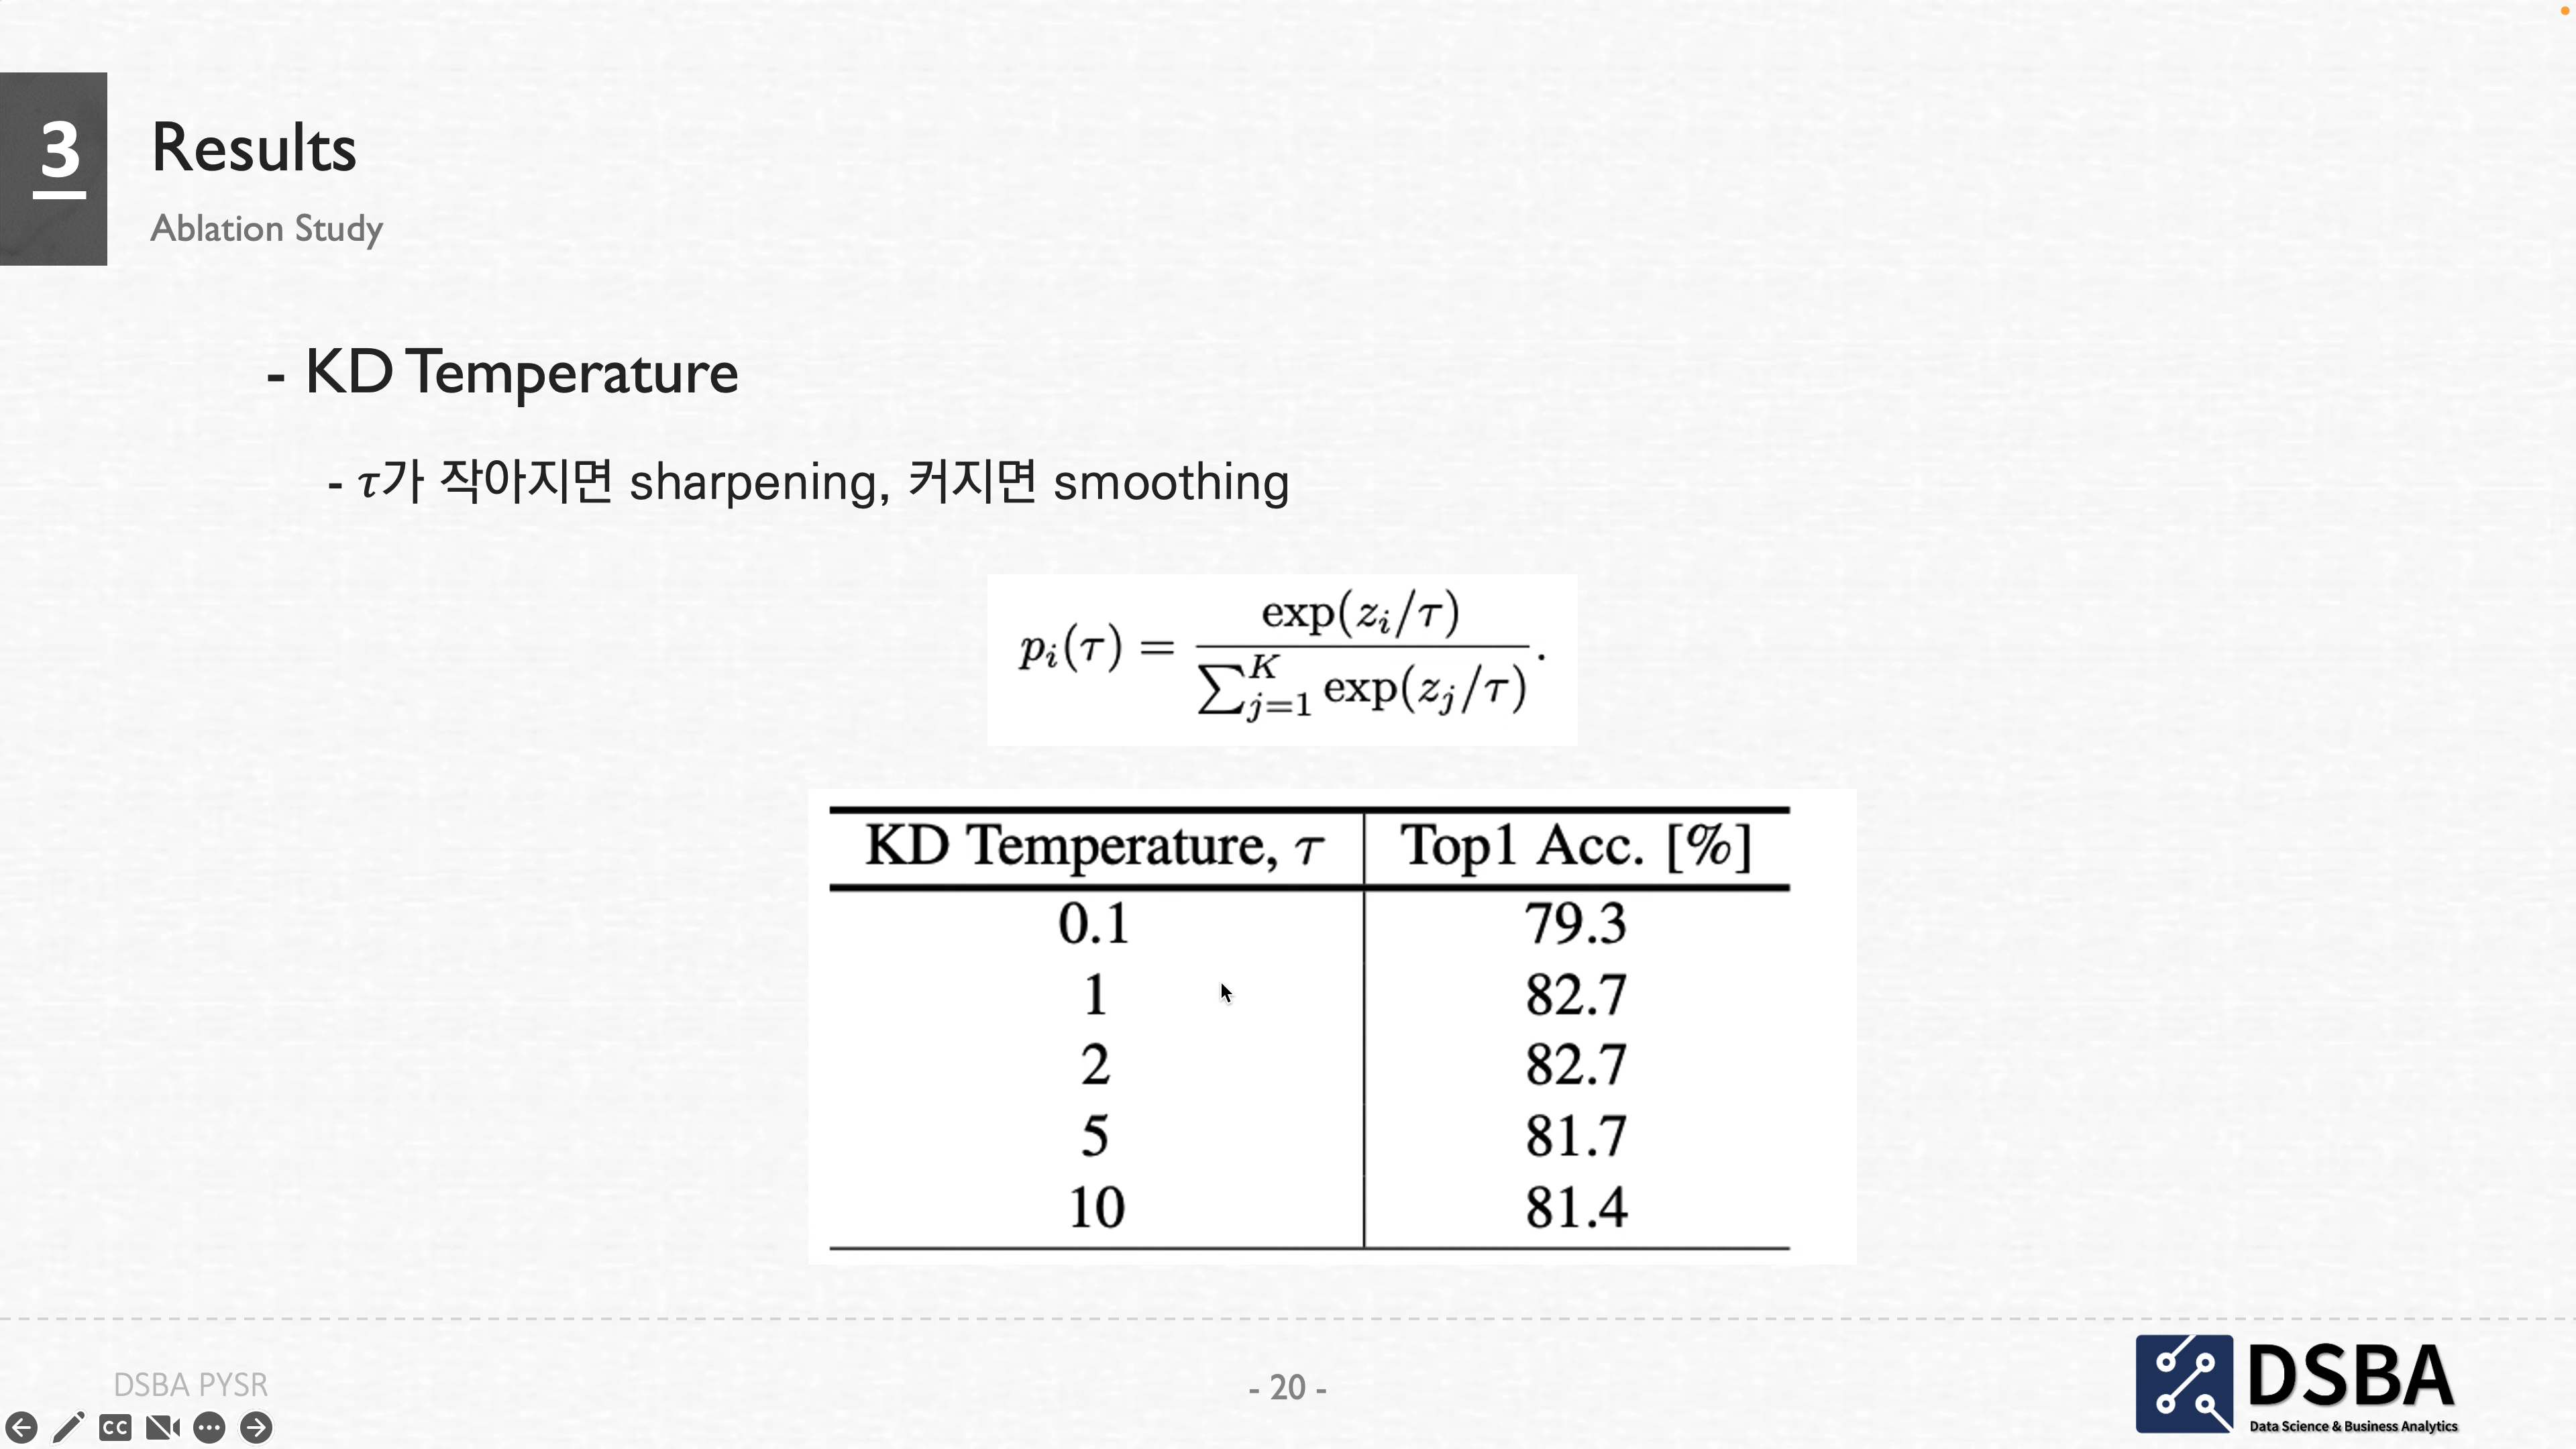 3
Results
Ablation Study
- KD Temperature
- τ가 작아지면 sharpening, 커지면 smoothing
p_i(τ) = exp(z_i/τ) / ∑_{j=1}^{K} exp(z_j/τ) .
KD Temperature, τ Top1 Acc. [%]
0.1 79.3
1 82.7
2 82.7
5 81.7
10 81.4
DSBA PYSR
- 20 -
DSBA
Data Science & Business Analytics
CC